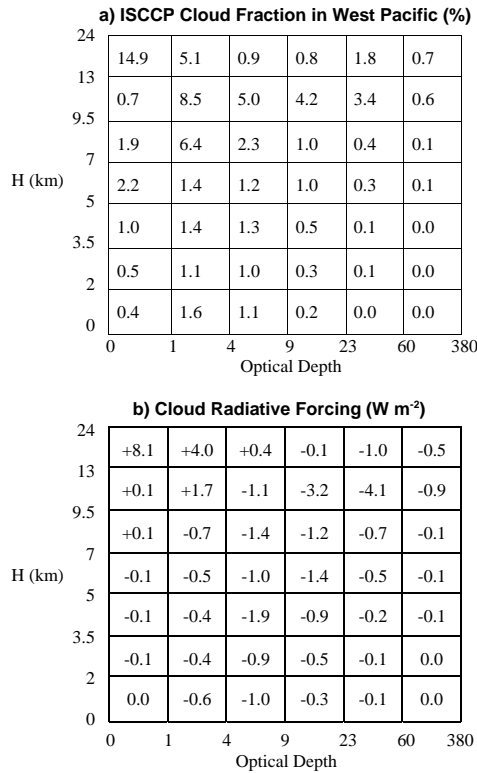 a) ISCCP Cloud Fraction in West Pacific (%)
24
14.9 5.1 0.9 0.8 1.8 0.7
13
0.7 8.5 5.0 4.2 3.4 0.6
9.5
1.9 6.4 2.3 1.0 0.4 0.1
7
H (km)
2.2 1.4 1.2 1.0 0.3 0.1
5
1.0 1.4 1.3 0.5 0.1 0.0
3.5
0.5 1.1 1.0 0.3 0.1 0.0
2
0.4 1.6 1.1 0.2 0.0 0.0
0
0 1 4 9 23 60 380
Optical Depth
b) Cloud Radiative Forcing (W m⁻²)
24
+8.1 +4.0 +0.4 -0.1 -1.0 -0.5
13
+0.1 +1.7 -1.1 -3.2 -4.1 -0.9
9.5
+0.1 -0.7 -1.4 -1.2 -0.7 -0.1
7
H (km)
-0.1 -0.5 -1.0 -1.4 -0.5 -0.1
5
-0.1 -0.4 -1.9 -0.9 -0.2 -0.1
3.5
-0.1 -0.4 -0.9 -0.5 -0.1 0.0
2
0.0 -0.6 -1.0 -0.3 -0.1 0.0
0
0 1 4 9 23 60 380
Optical Depth